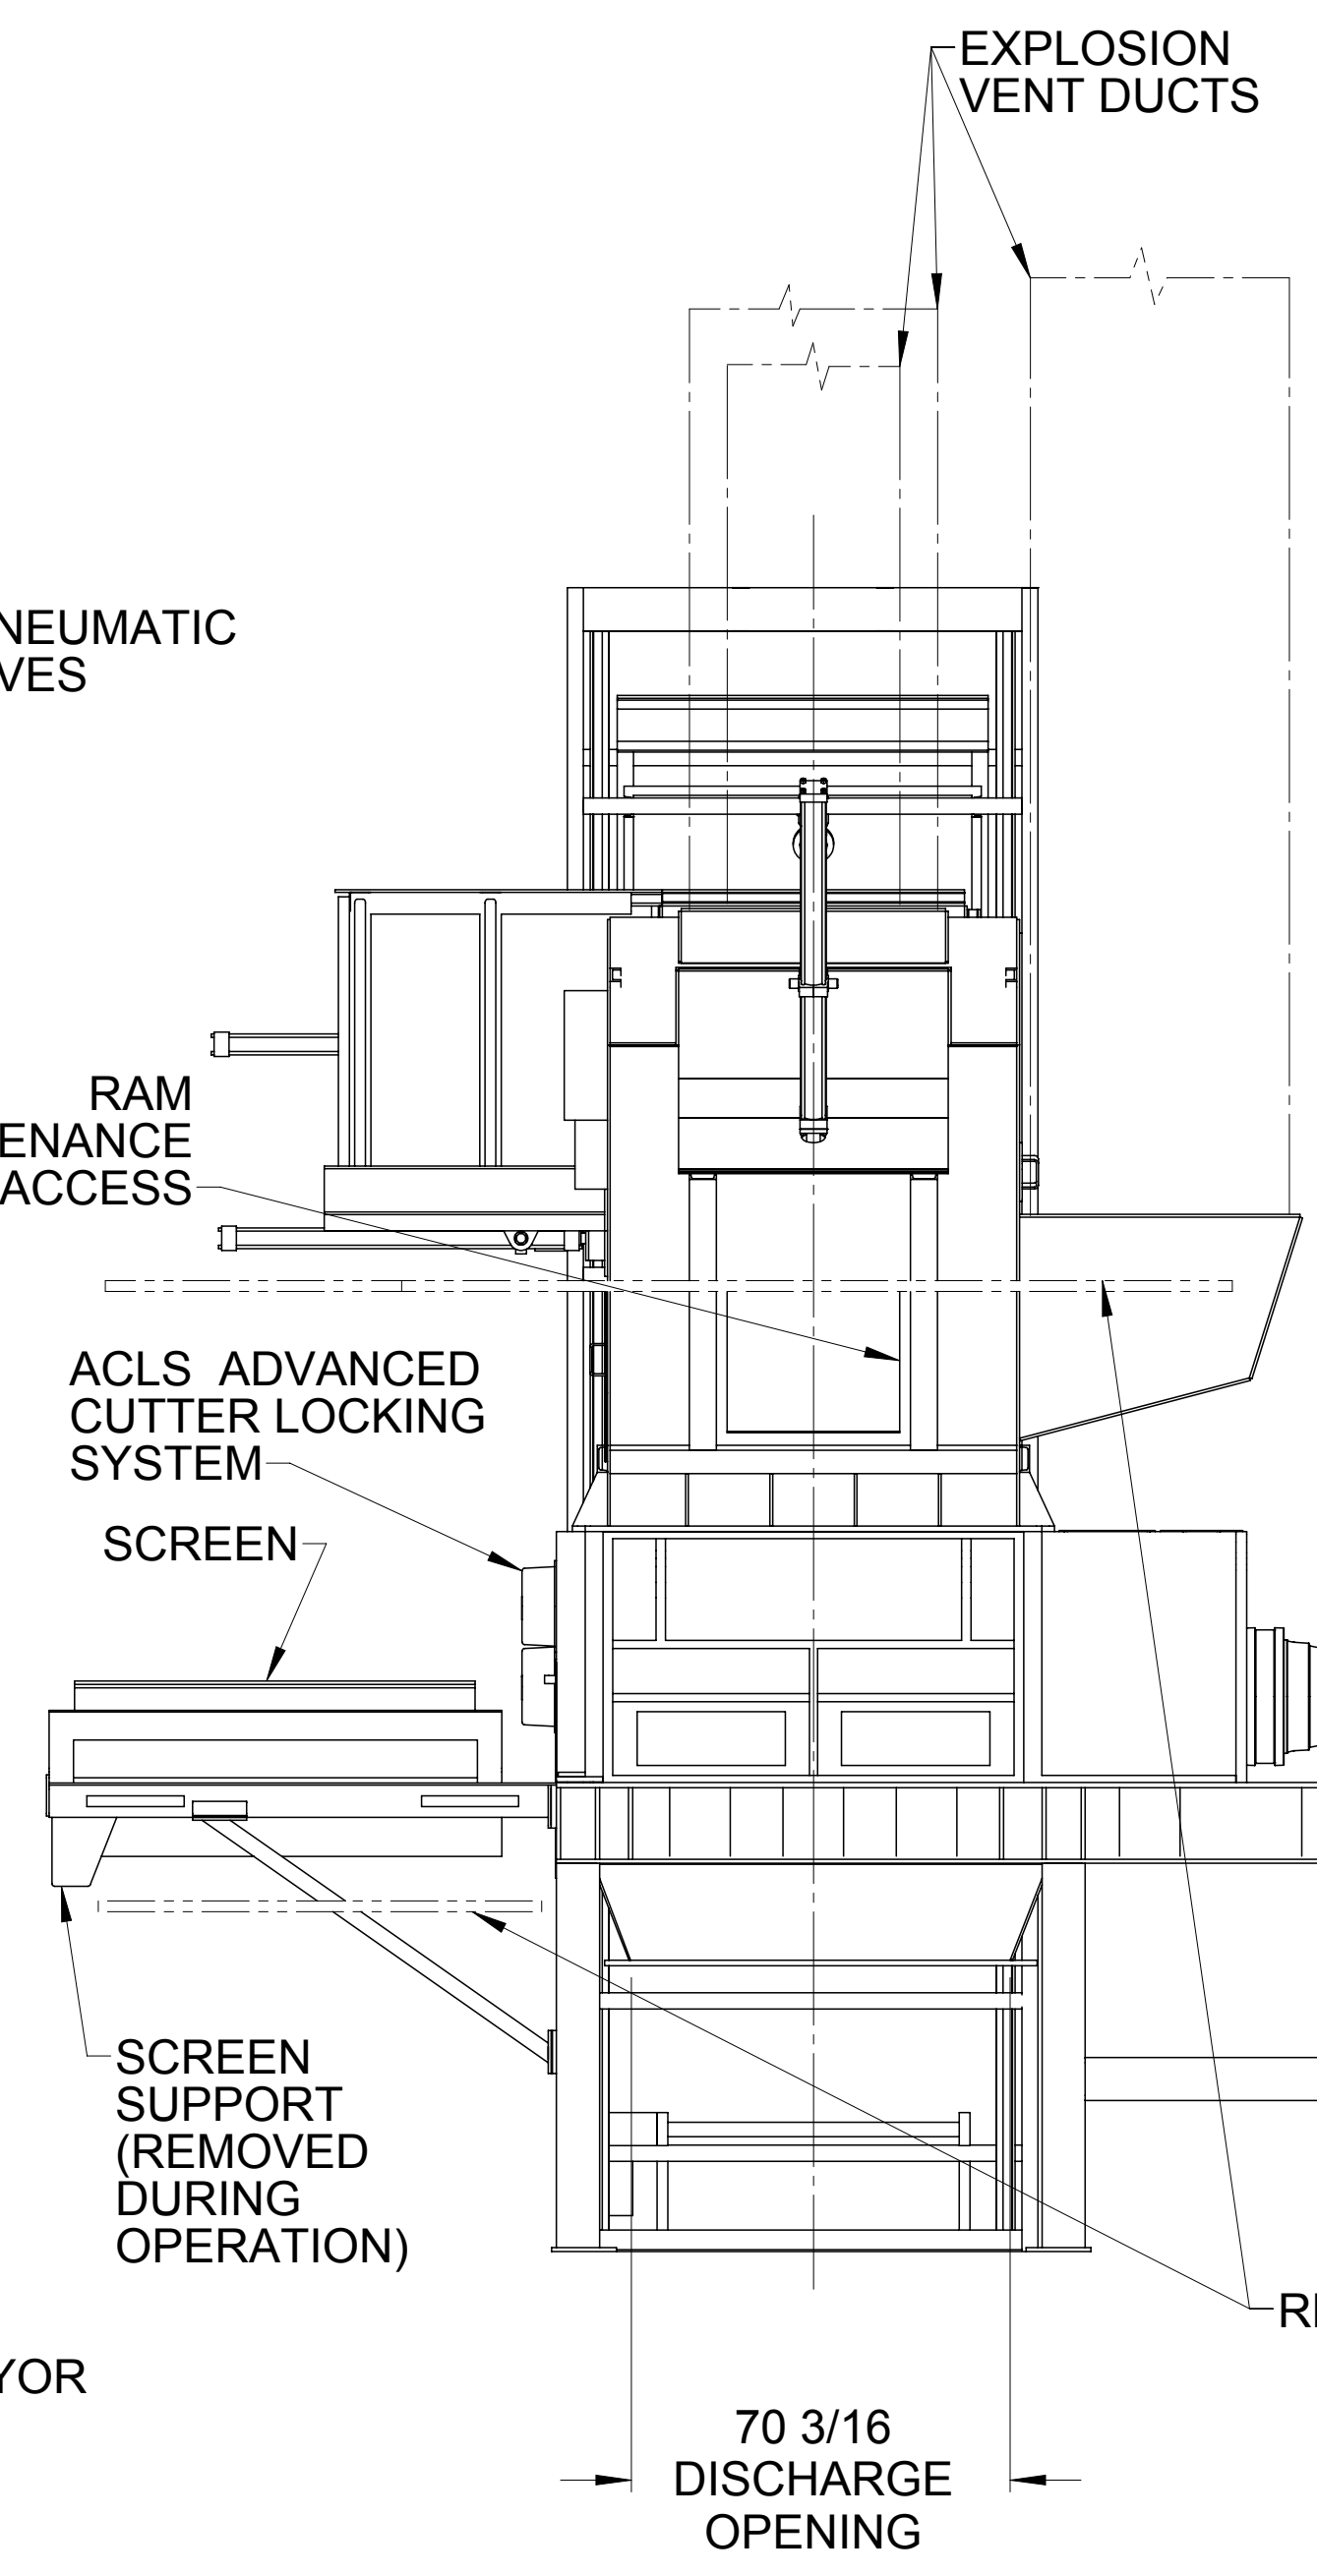 EXPLOSION
VENT DUCTS
NEUMATIC
VES
RAM
ENANCE
ACCESS
ACLS ADVANCED
CUTTER LOCKING
SYSTEM
SCREEN
SCREEN
SUPPORT
(REMOVED
DURING
OPERATION)
YOR
70 3/16
DISCHARGE
OPENING